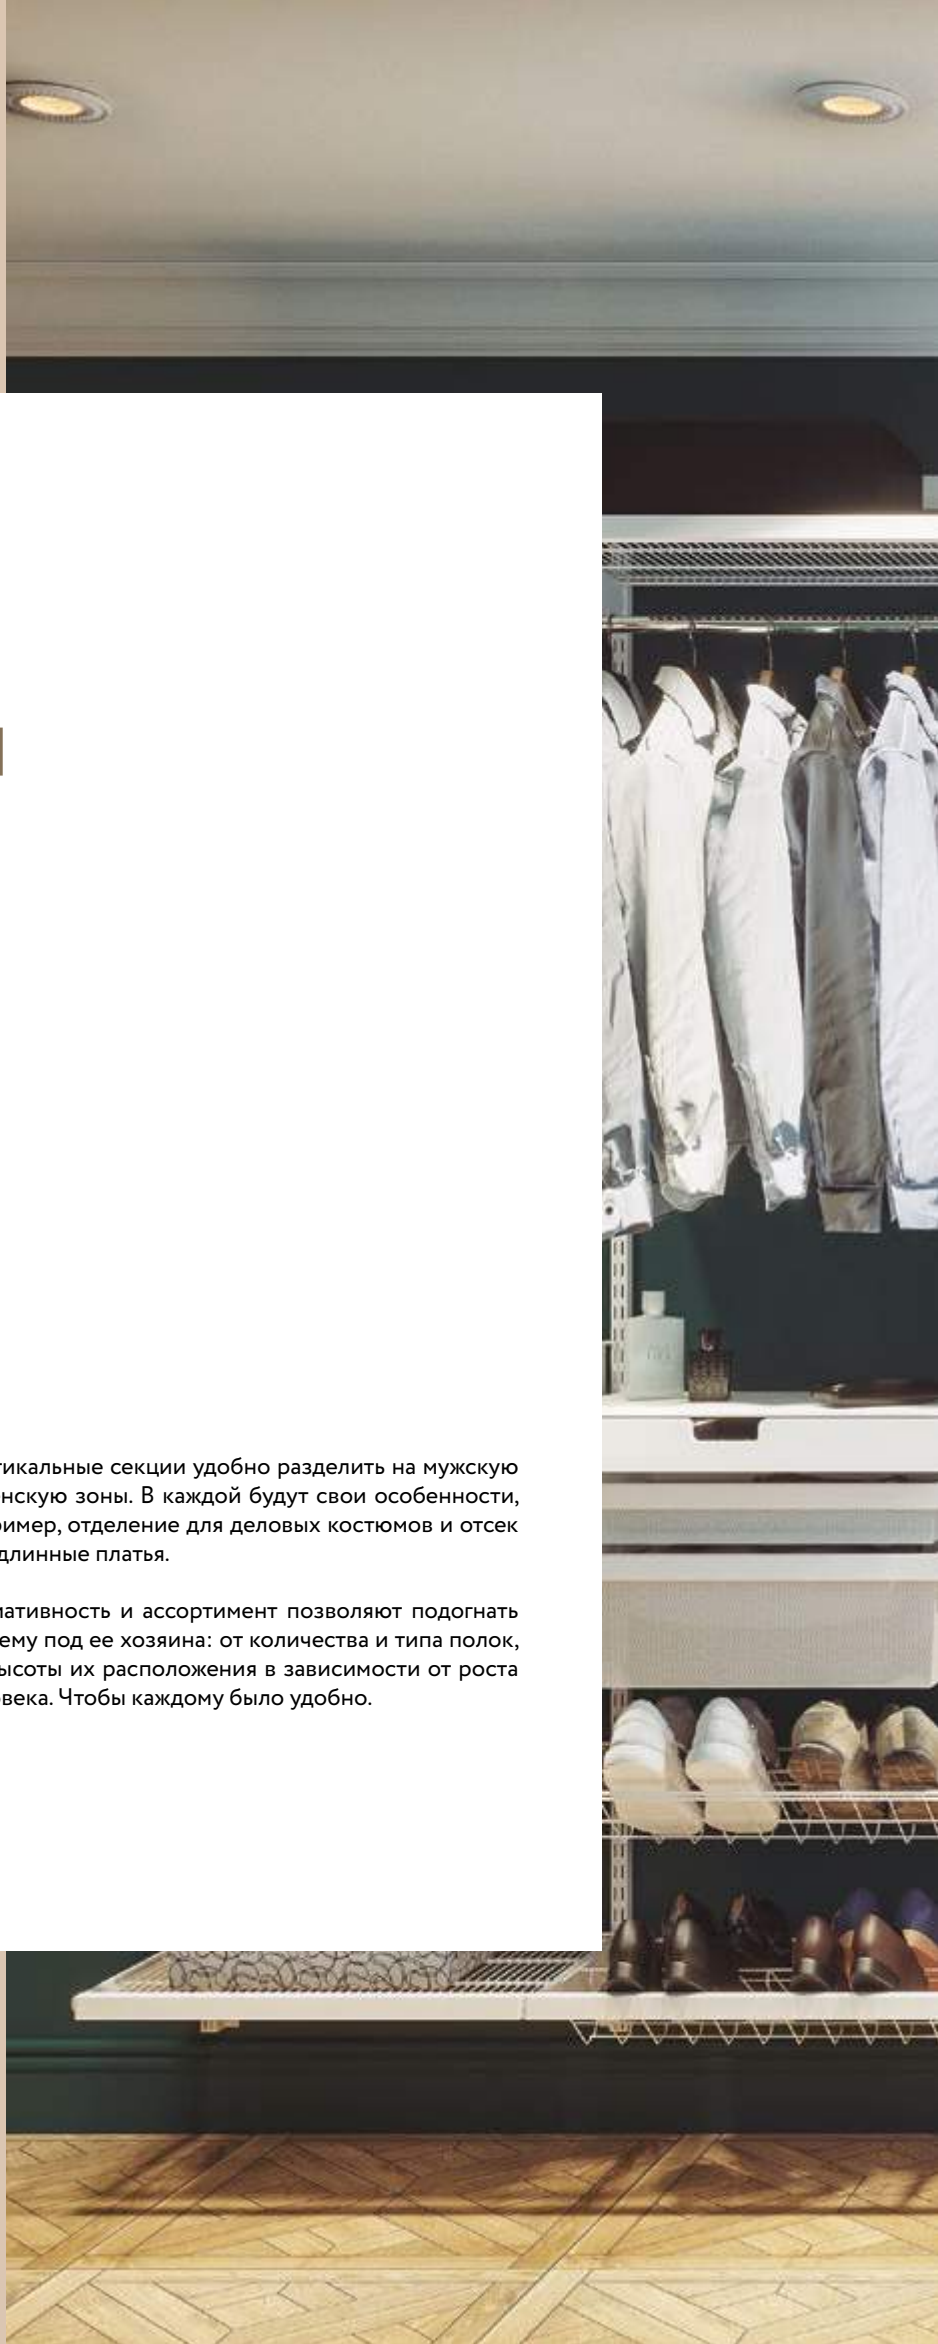 тикальные секции удобно разделить на мужскую
нскую зоны. В каждой будут свои особенности,
ример, отделение для деловых костюмов и отсек
длинные платья.
мативность и ассортимент позволяют подогнать
ему под ее хозяина: от количества и типа полок,
ысоты их расположения в зависимости от роста
века. Чтобы каждому было удобно.